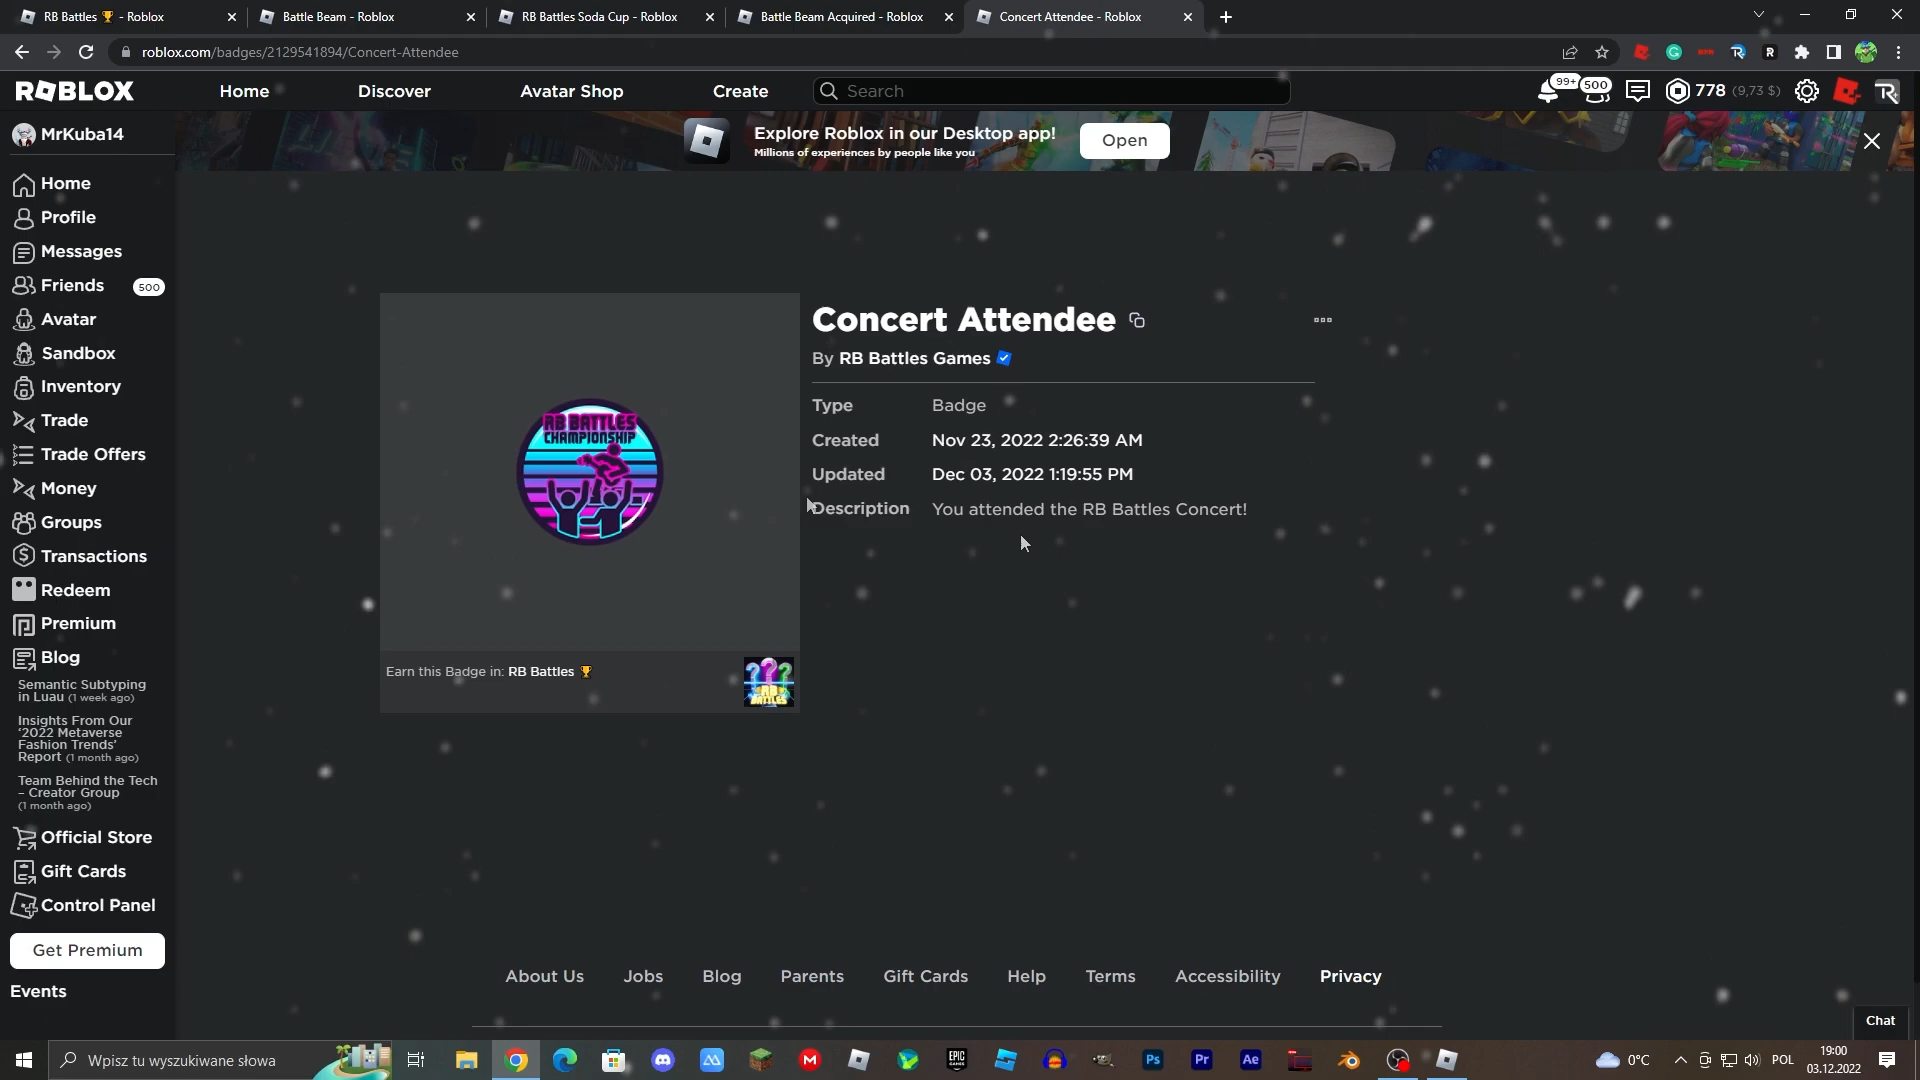 RB Battles 🏆 - Roblox
Battle Beam - Roblox
RB Battles Soda Cup - Roblox
Battle Beam Acquired - Roblox
Concert Attendee - Roblox
roblox.com/badges/2129541894/Concert-Attendee
ROBLOX
Home
Discover
Avatar Shop
Create
Search
99+
500
778 (9,73 $)
MrKuba14
Explore Roblox in our Desktop app!
Millions of experiences by people like you
Open
Home
Profile
Messages
Friends 500
Avatar
Sandbox
Inventory
Trade
Trade Offers
Money
Groups
Transactions
Redeem
Premium
Blog
Semantic Subtyping
in Luau (1 week ago)
Insights From Our
'2022 Metaverse
Fashion Trends'
Report (1 month ago)
Team Behind the Tech
– Creator Group
(1 month ago)
Official Store
Gift Cards
Control Panel
Get Premium
Events
RB BATTLES
CHAMPIONSHIP
Earn this Badge in: RB Battles 🏆
???
RB
BATTLES
Concert Attendee
By RB Battles Games
Type Badge
Created Nov 23, 2022 2:26:39 AM
Updated Dec 03, 2022 1:19:55 PM
Description You attended the RB Battles Concert!
About Us
Jobs
Blog
Parents
Gift Cards
Help
Terms
Accessibility
Privacy
Chat
Wpisz tu wyszukiwane słowa
EPIC
GAMES
Ps
Pr
Ae
0°C
POL
19:00
03.12.2022